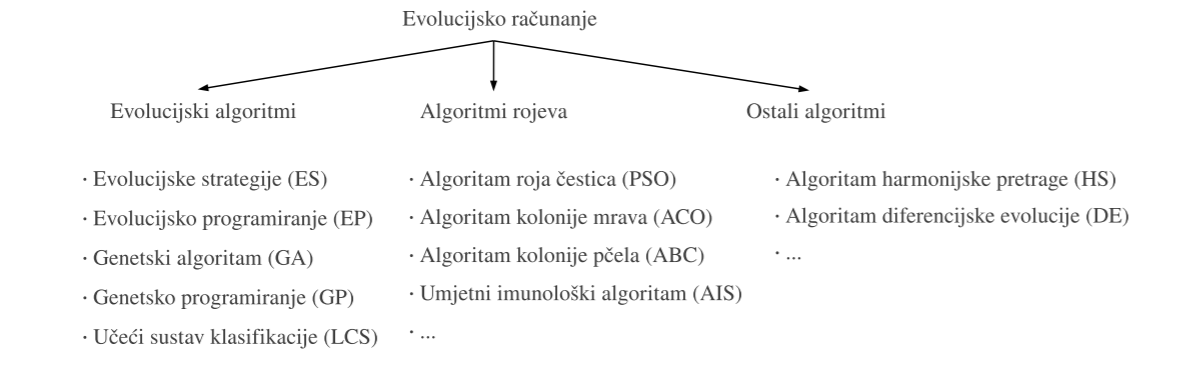 Evolucijsko računanje
Evolucijski algoritmi
· Evolucijske strategije (ES)
· Evolucijsko programiranje (EP)
· Genetski algoritam (GA)
· Genetsko programiranje (GP)
· Učeći sustav klasifikacije (LCS)
Algoritmi rojeva
· Algoritam roja čestica (PSO)
· Algoritam kolonije mrava (ACO)
· Algoritam kolonije pčela (ABC)
· Umjetni imunološki algoritam (AIS)
· ...
Ostali algoritmi
· Algoritam harmonijske pretrage (HS)
· Algoritam diferencijske evolucije (DE)
· ...